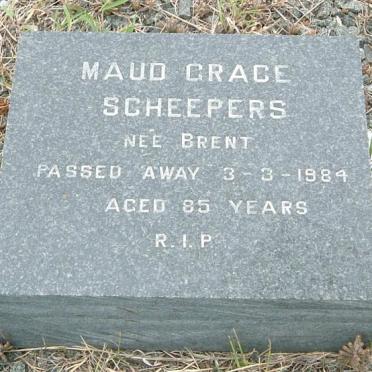 MAUD GRACE
SCHEEPERS
NEE BRENT
PASSED AWAY 3-3-1984
AGED 85 YEARS
R.I.P